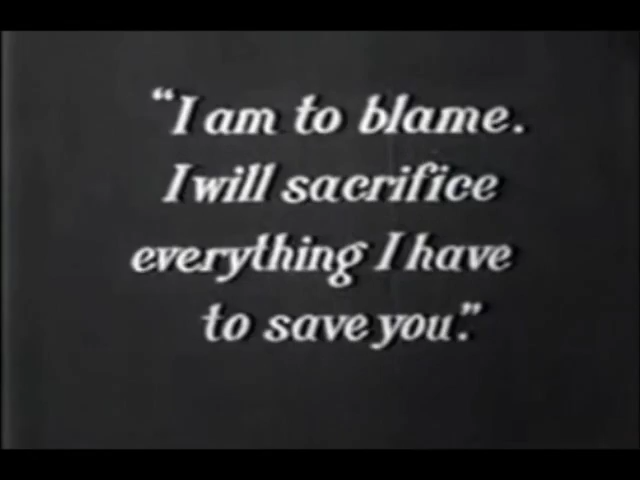 “I am to blame.
I will sacrifice
everything I have
to save you.”